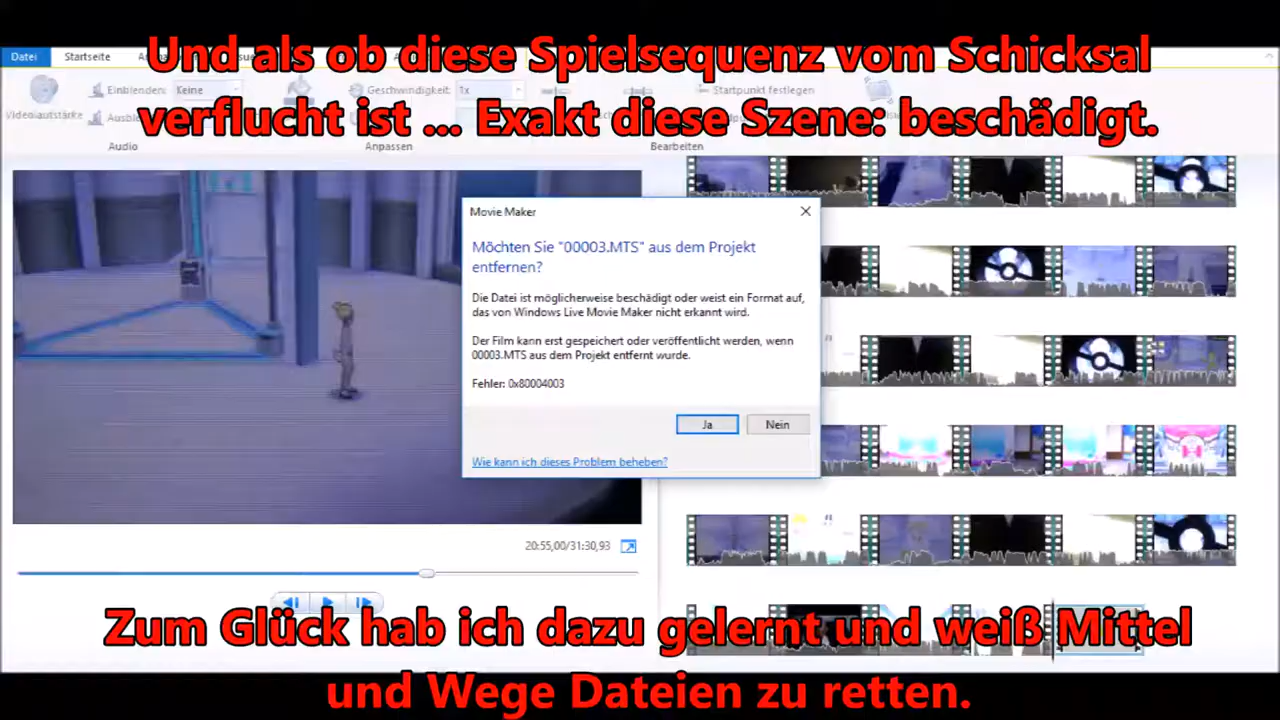 Und als ob diese Spielsequenz vom Schicksal
Datei Startseite
Einblenden: Keine Geschwindigkeit: 1x Startpunkt festlegen
Videolautstärke
verflucht ist ... Exakt diese Szene: beschädigt.
Audio Anpassen Bearbeiten
Movie Maker
Möchten Sie "00003.MTS" aus dem Projekt
entfernen?
Die Datei ist möglicherweise beschädigt oder weist ein Format auf,
das von Windows Live Movie Maker nicht erkannt wird.
Der Film kann erst gespeichert oder veröffentlicht werden, wenn
00003.MTS aus dem Projekt entfernt wurde.
Fehler: 0x80004003
Ja Nein
Wie kann ich dieses Problem beheben?
20:55,00/31:30,93
Zum Glück hab ich dazu gelernt und weiß Mittel
und Wege Dateien zu retten.